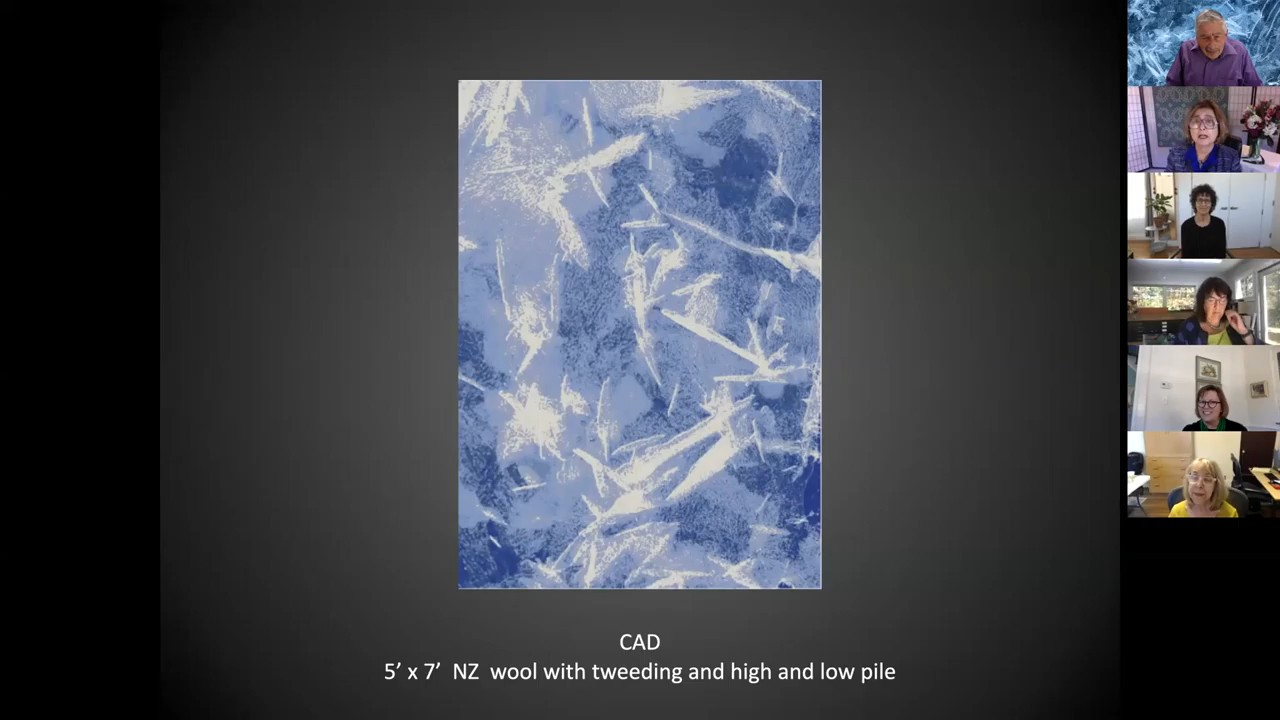 CAD
5’ x 7’ NZ wool with tweeding and high and low pile